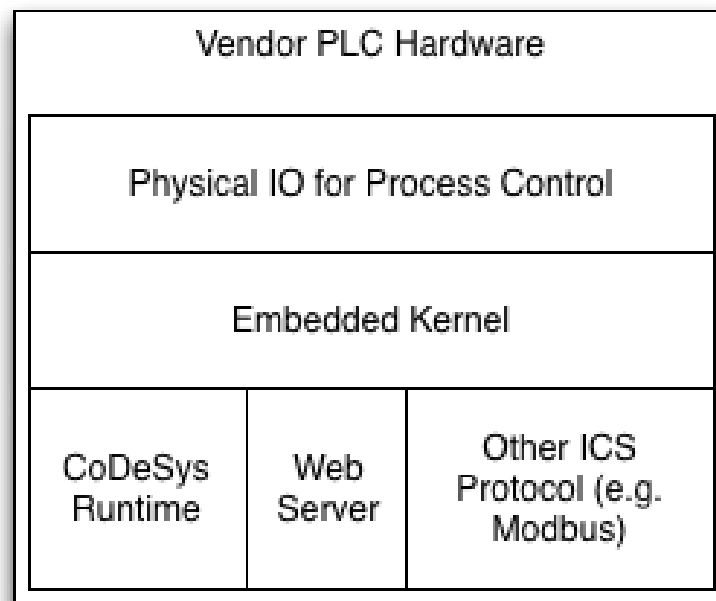 Vendor PLC Hardware
Physical IO for Process Control
Embedded Kernel
CoDeSys
Runtime
Web
Server
Other ICS
Protocol (e.g.
Modbus)